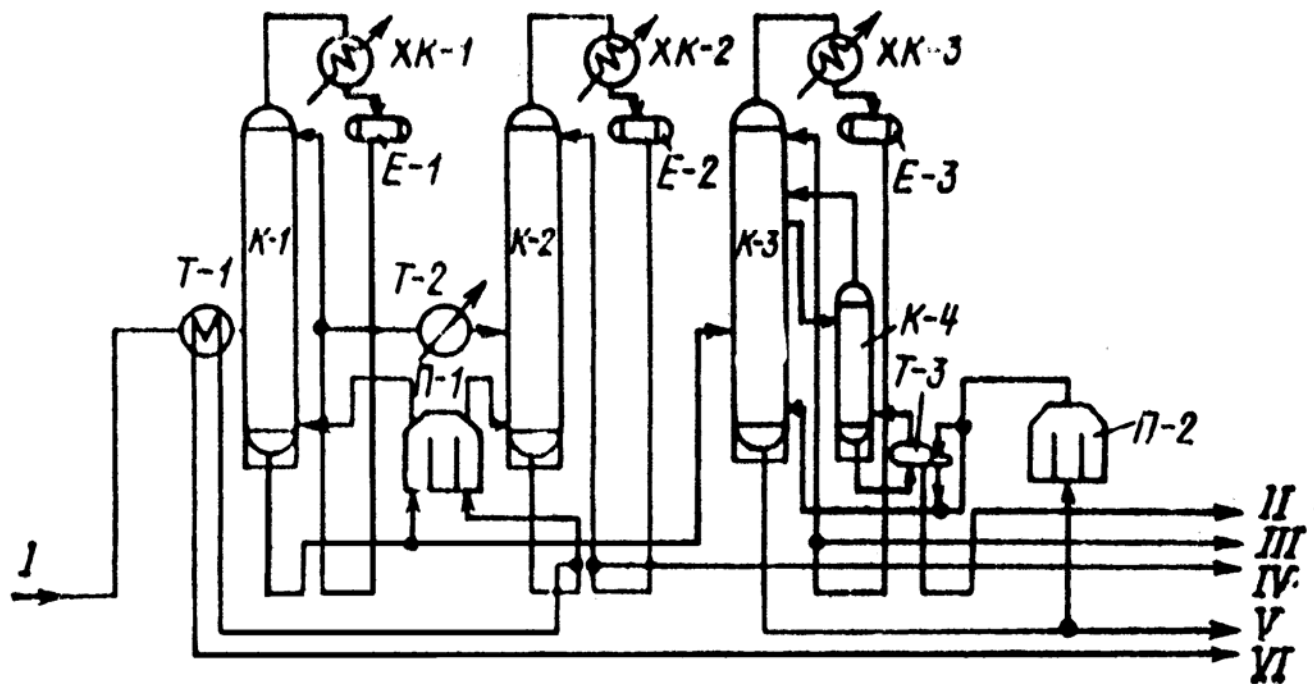 ХК-1
ХК-2
ХК-3
Е-1
Е-2
Е-3
К-1
К-2
К-3
Т-1
Т-2
К-4
Т-3
П-1
П-2
I
II
III
IV
V
VI